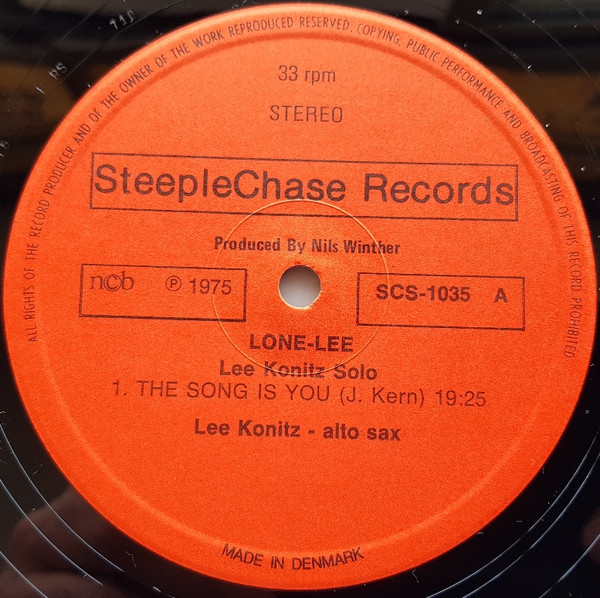 ALL RIGHTS OF THE RECORD PRODUCER AND OF THE OWNER OF THE WORK REPRODUCED RESERVED. COPYING, PUBLIC PERFORMANCE AND BROADCASTING OF THIS RECORD PROHIBITED
33 rpm
STEREO
SteepleChase Records
Produced By Nils Winther
n©b ℗ 1975
SCS-1035 A
LONE-LEE
Lee Konitz Solo
1. THE SONG IS YOU (J. Kern) 19:25
Lee Konitz - alto sax
MADE IN DENMARK